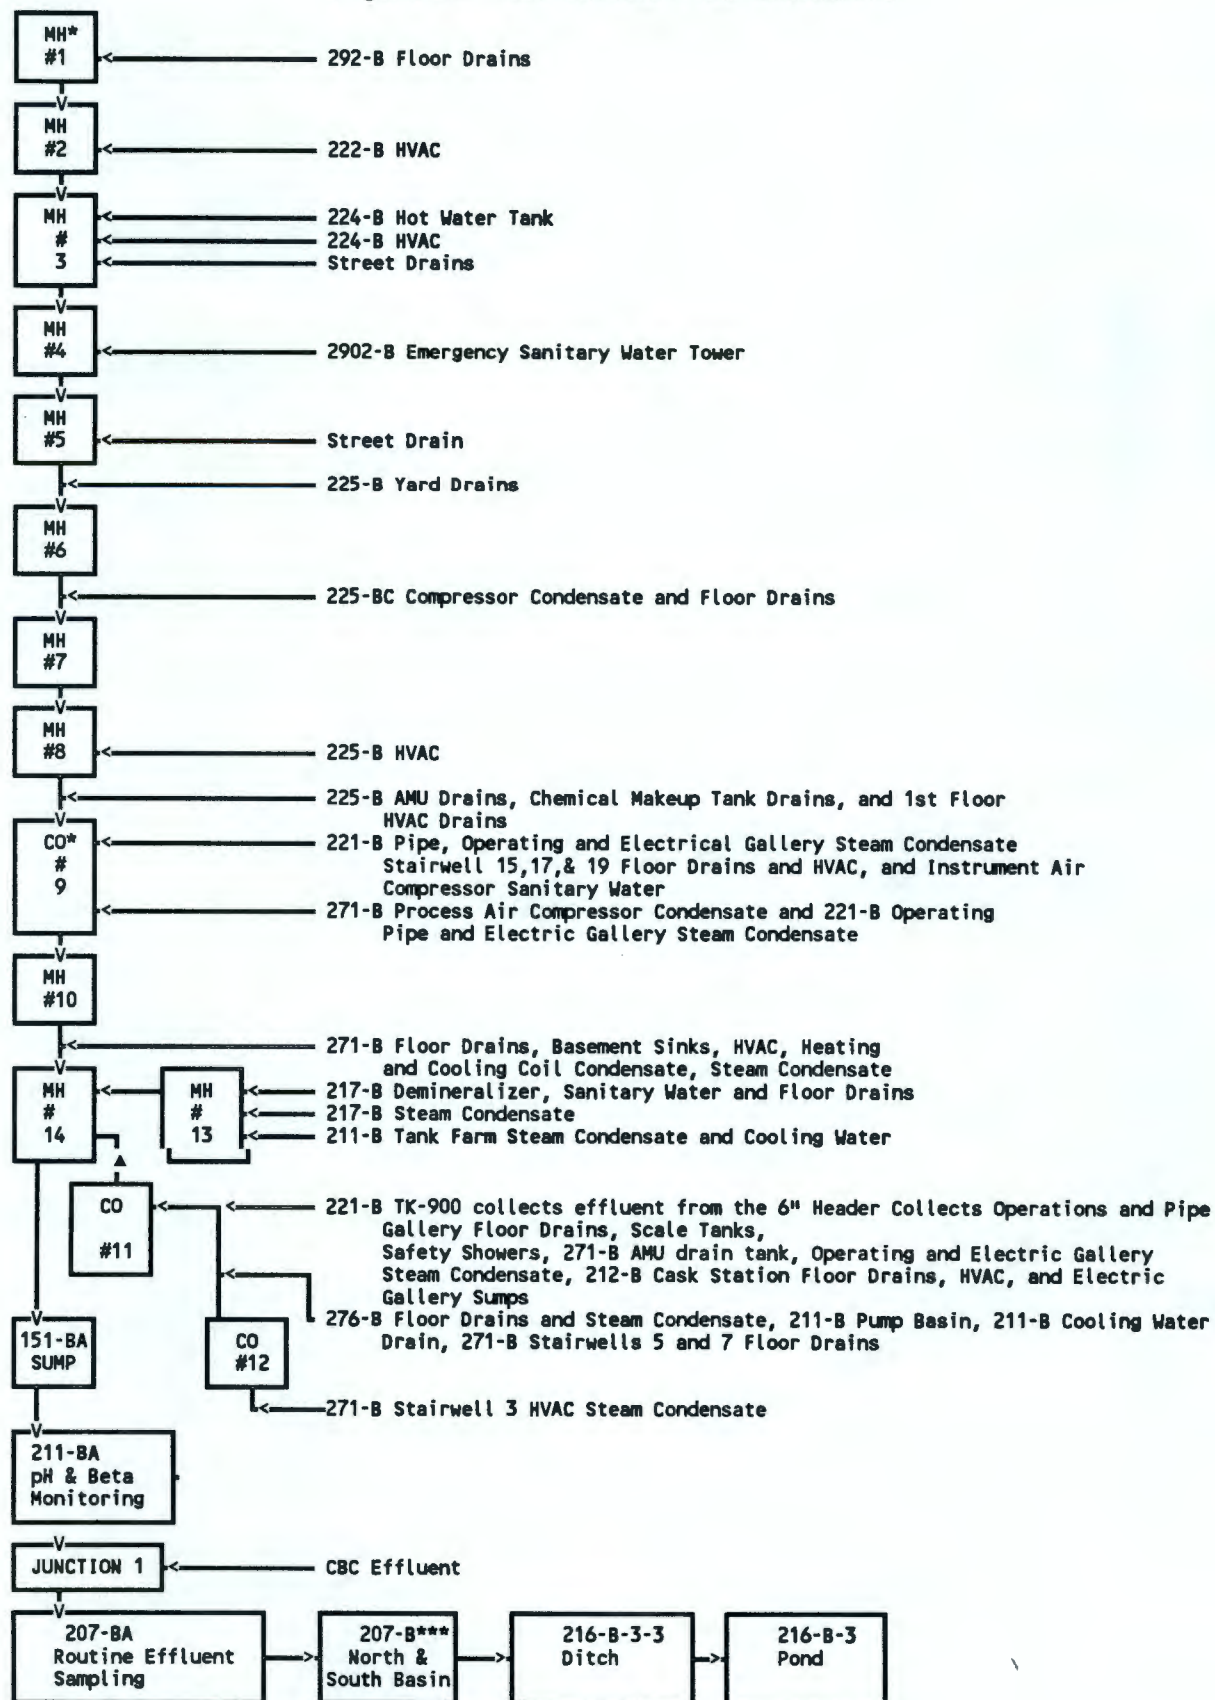 MH*
#1
292-B Floor Drains
MH
#2
222-B HVAC
MH
#
3
224-B Hot Water Tank
224-B HVAC
Street Drains
MH
#4
2902-B Emergency Sanitary Water Tower
MH
#5
Street Drain
225-B Yard Drains
MH
#6
225-BC Compressor Condensate and Floor Drains
MH
#7
MH
#8
225-B HVAC
225-B AMU Drains, Chemical Makeup Tank Drains, and 1st Floor
HVAC Drains
CO*
#
9
221-B Pipe, Operating and Electrical Gallery Steam Condensate
Stairwell 15,17,& 19 Floor Drains and HVAC, and Instrument Air
Compressor Sanitary Water
271-B Process Air Compressor Condensate and 221-B Operating
Pipe and Electric Gallery Steam Condensate
MH
#10
271-B Floor Drains, Basement Sinks, HVAC, Heating
and Cooling Coil Condensate, Steam Condensate
MH
#
14
MH
#
13
217-B Demineralizer, Sanitary Water and Floor Drains
217-B Steam Condensate
211-B Tank Farm Steam Condensate and Cooling Water
CO
#11
221-B TK-900 collects effluent from the 6" Header Collects Operations and Pipe
Gallery Floor Drains, Scale Tanks,
Safety Showers, 271-B AMU drain tank, Operating and Electric Gallery
Steam Condensate, 212-B Cask Station Floor Drains, HVAC, and Electric
Gallery Sumps
276-B Floor Drains and Steam Condensate, 211-B Pump Basin, 211-B Cooling Water
Drain, 271-B Stairwells 5 and 7 Floor Drains
151-BA
SUMP
CO
#12
271-B Stairwell 3 HVAC Steam Condensate
211-BA
pH & Beta
Monitoring
JUNCTION 1
CBC Effluent
207-BA
Routine Effluent
Sampling
207-B***
North &
South Basin
216-B-3-3
Ditch
216-B-3
Pond